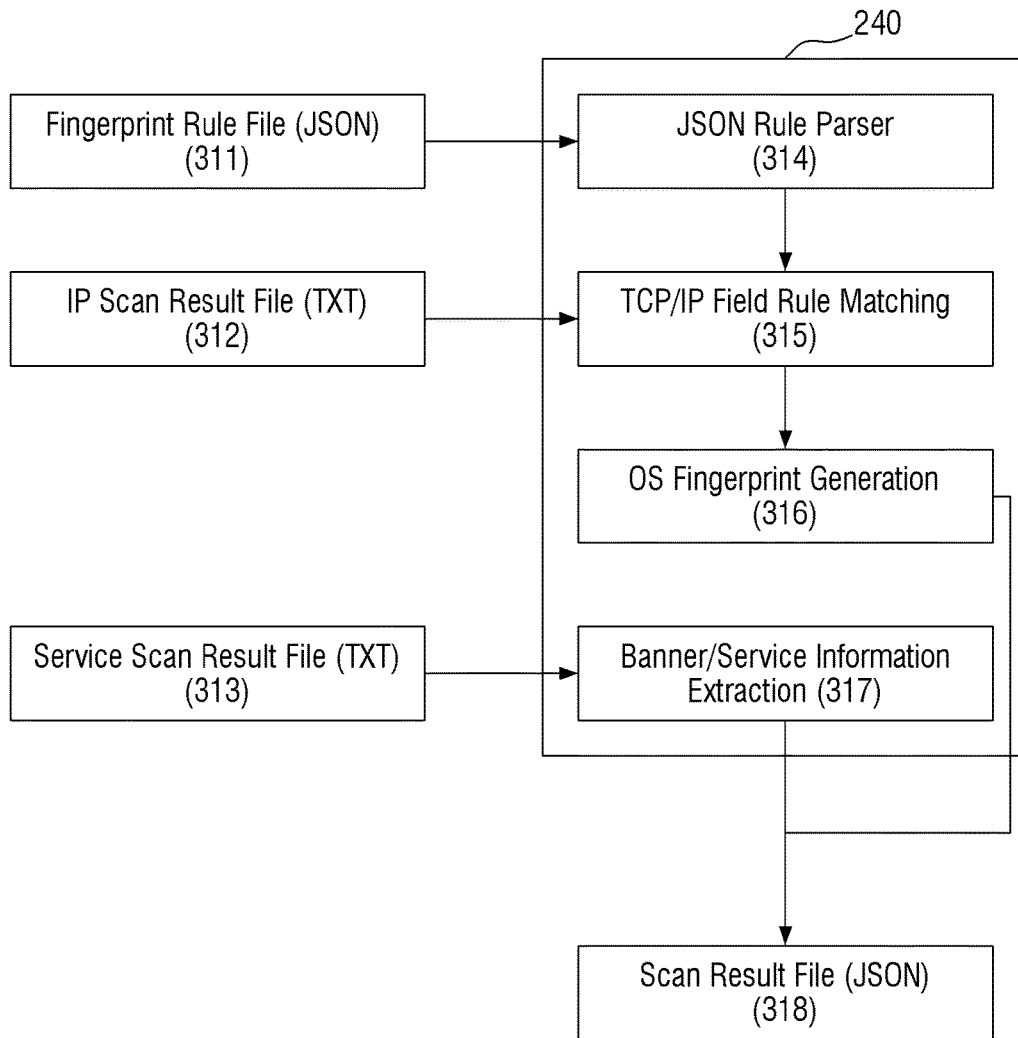 240
Fingerprint Rule File (JSON)
(311)
JSON Rule Parser
(314)
IP Scan Result File (TXT)
(312)
TCP/IP Field Rule Matching
(315)
OS Fingerprint Generation
(316)
Service Scan Result File (TXT)
(313)
Banner/Service Information
Extraction (317)
Scan Result File (JSON)
(318)